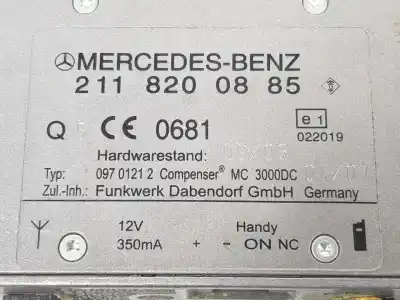 MERCEDES-BENZ
211 820 08 85
Q CE 0681
e1
022019
Hardwarestand:
Typ: 097 0121 2 Compenser® MC 3000DC
Zul.-Inh.: Funkwerk Dabendorf GmbH Germany
12V Handy
350mA + - ON NC